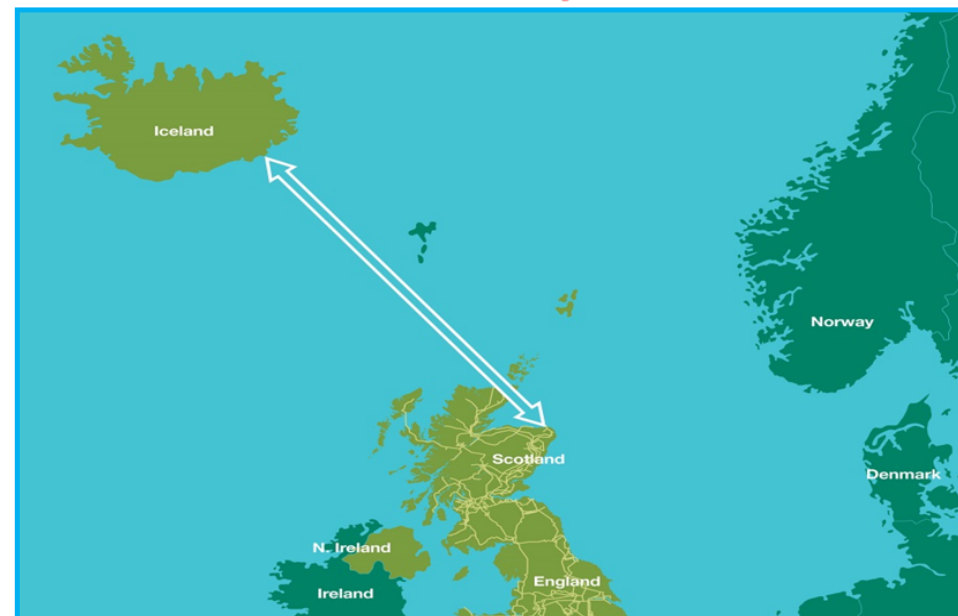 Iceland
Norway
Scotland
Denmark
N. Ireland
England
Ireland